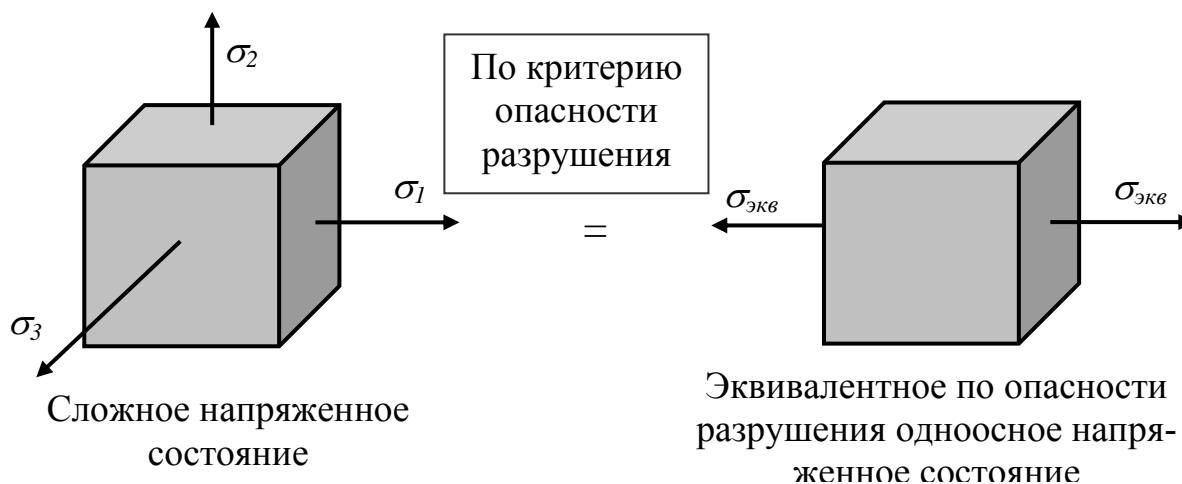 σ2
По критерию
опасности
разрушения
σ1
σ3
=
σэкв
σэкв
Сложное напряженное
состояние
Эквивалентное по опасности
разрушения одноосное напря-
женное состояние